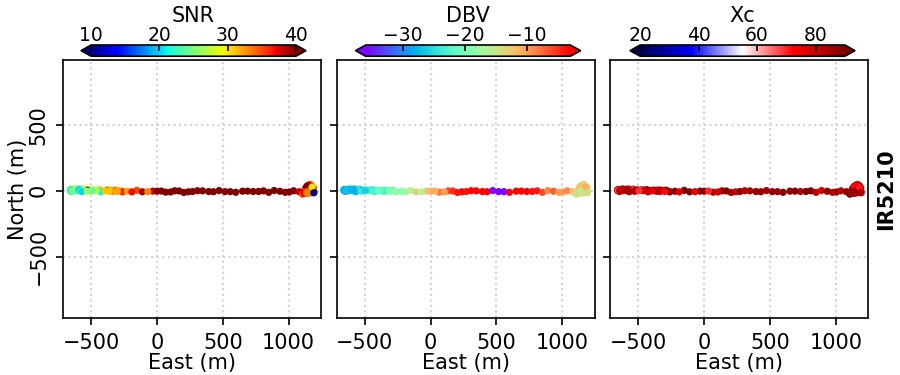 SNR DBV Xc
10 20 30 40 −30 −20 −10 20 40 60 80
North (m)
500
0
−500
IR5210
−500 0 500 1000 −500 0 500 1000 −500 0 500 1000
East (m) East (m) East (m)